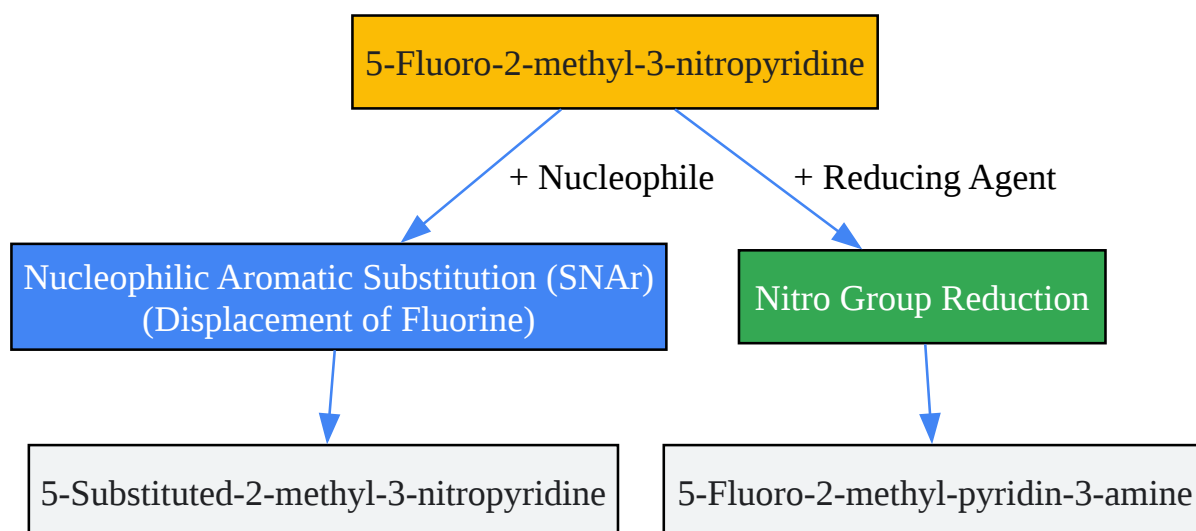 5-Fluoro-2-methyl-3-nitropyridine
+ Nucleophile
+ Reducing Agent
Nucleophilic Aromatic Substitution (SNAr)
(Displacement of Fluorine)
Nitro Group Reduction
5-Substituted-2-methyl-3-nitropyridine
5-Fluoro-2-methyl-pyridin-3-amine